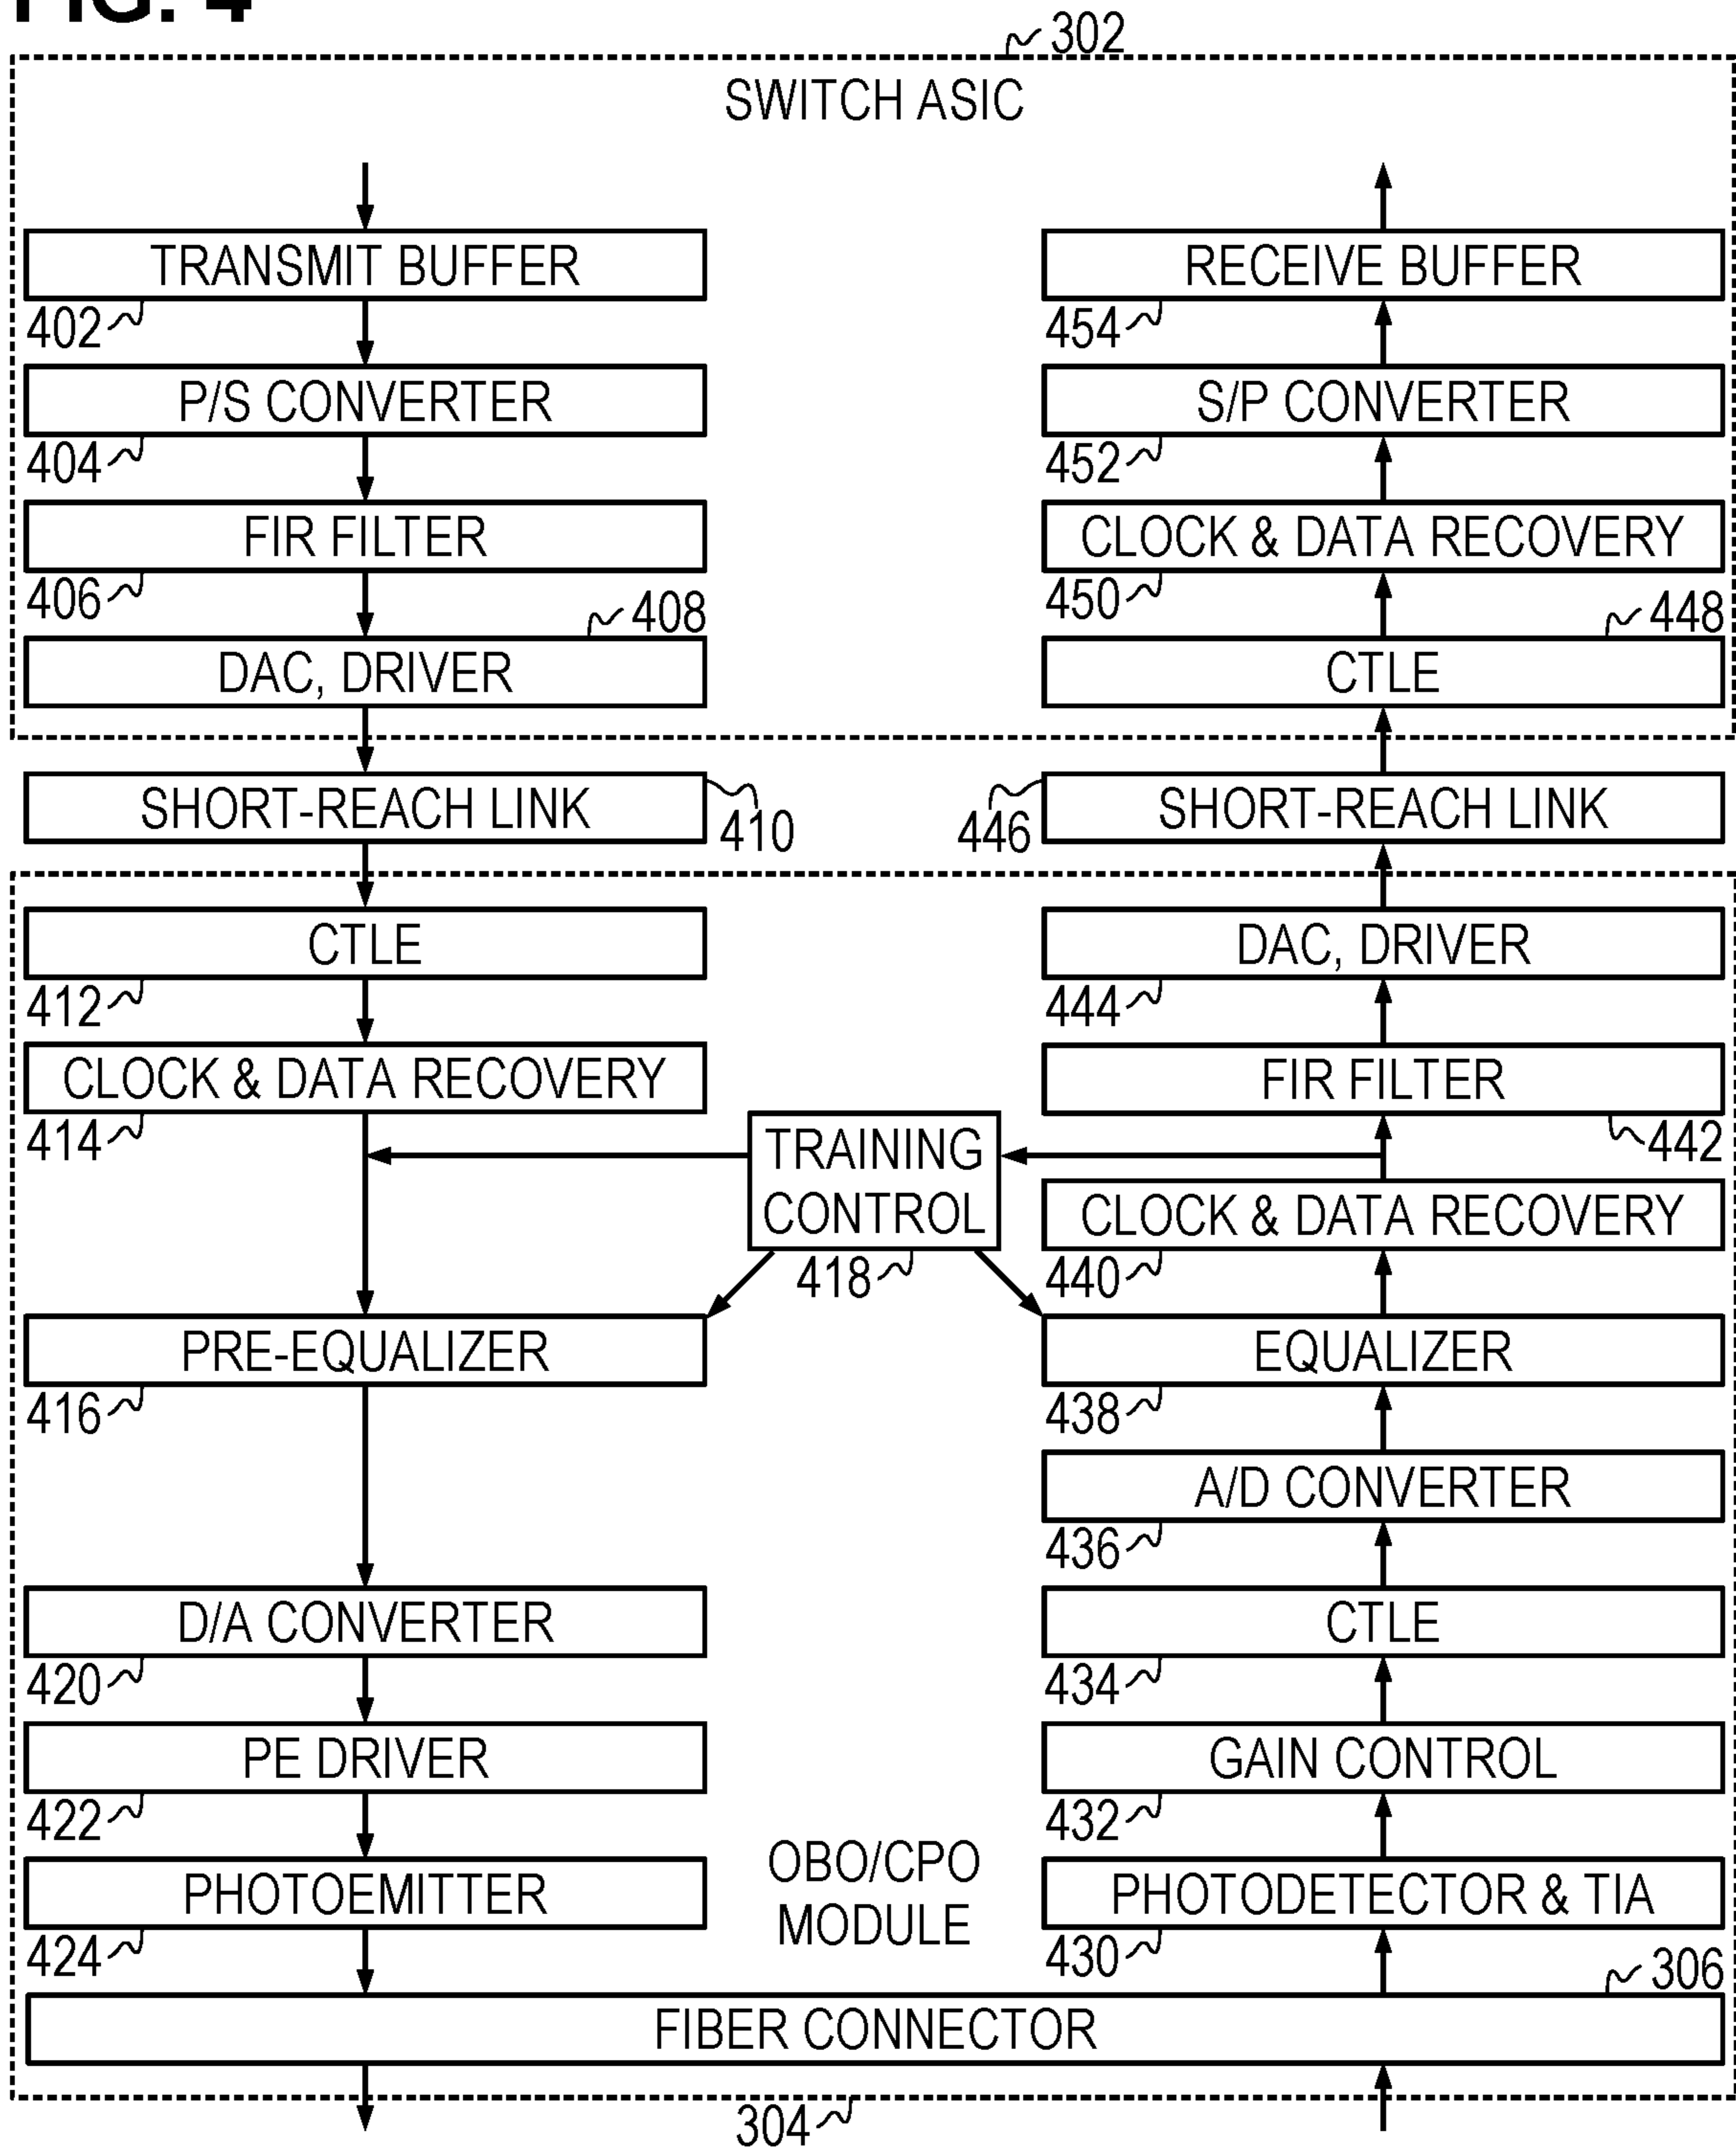 FIG. 4
302
SWITCH ASIC
TRANSMIT BUFFER
402
P/S CONVERTER
404
FIR FILTER
406
408
DAC, DRIVER
SHORT-REACH LINK
410
CTLE
412
CLOCK & DATA RECOVERY
414
TRAINING
CONTROL
418
PRE-EQUALIZER
416
D/A CONVERTER
420
PE DRIVER
422
PHOTOEMITTER
424
OBO/CPO
MODULE
RECEIVE BUFFER
454
S/P CONVERTER
452
CLOCK & DATA RECOVERY
450
448
CTLE
446
SHORT-REACH LINK
DAC, DRIVER
444
FIR FILTER
442
CLOCK & DATA RECOVERY
440
EQUALIZER
438
A/D CONVERTER
436
CTLE
434
GAIN CONTROL
432
PHOTODETECTOR & TIA
430
306
FIBER CONNECTOR
304